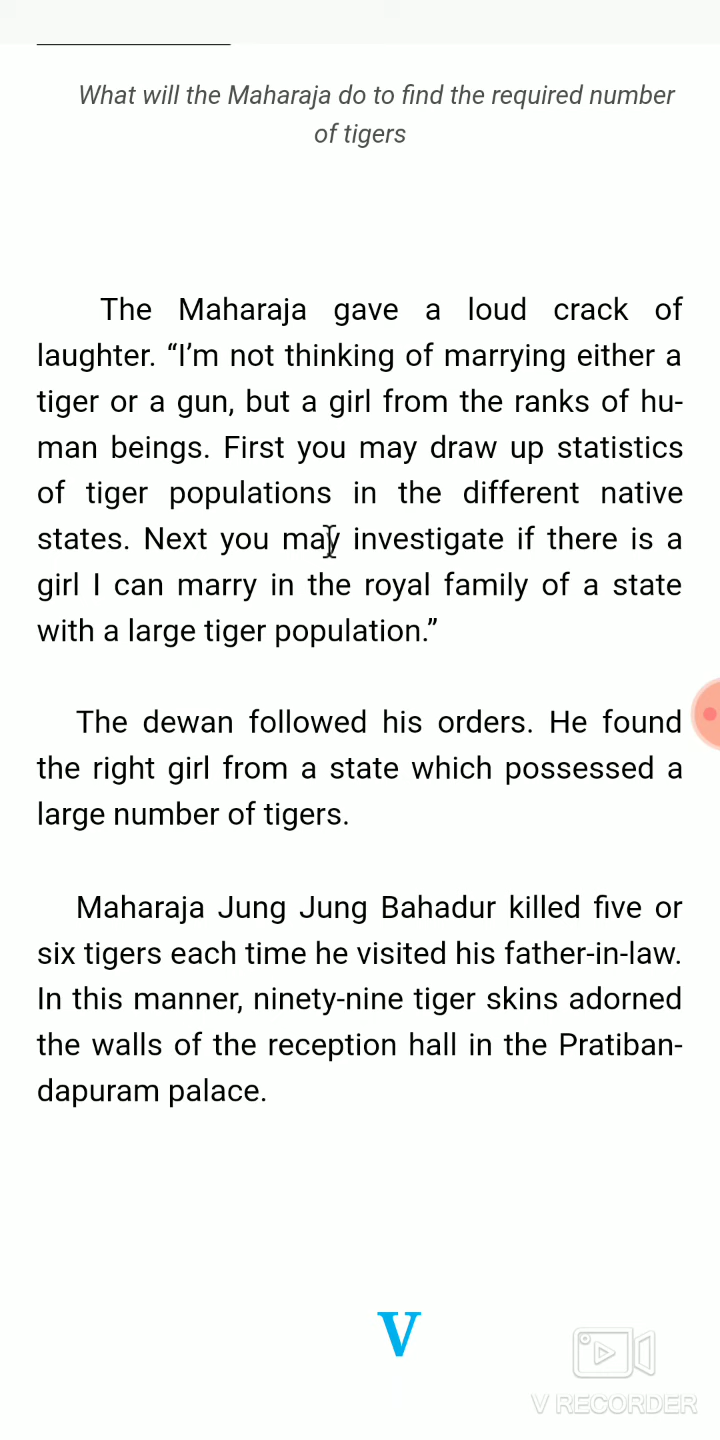 What will the Maharaja do to find the required number
of tigers
The Maharaja gave a loud crack of
laughter. “I’m not thinking of marrying either a
tiger or a gun, but a girl from the ranks of hu-
man beings. First you may draw up statistics
of tiger populations in the different native
states. Next you may investigate if there is a
girl I can marry in the royal family of a state
with a large tiger population.”
The dewan followed his orders. He found
the right girl from a state which possessed a
large number of tigers.
Maharaja Jung Jung Bahadur killed five or
six tigers each time he visited his father-in-law.
In this manner, ninety-nine tiger skins adorned
the walls of the reception hall in the Pratiban-
dapuram palace.
V
V RECORDER